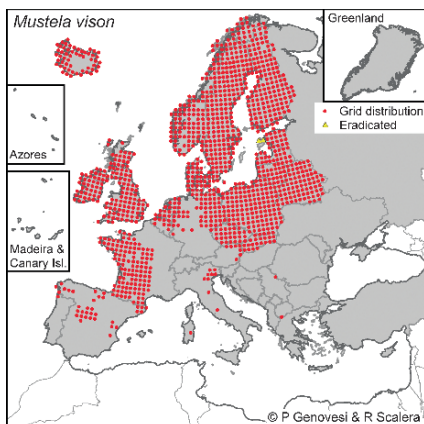 Mustela vison
Greenland
Grid distribution
Eradicated
Azores
Madeira &
Canary Isl.
© P Genovesi & R Scalera